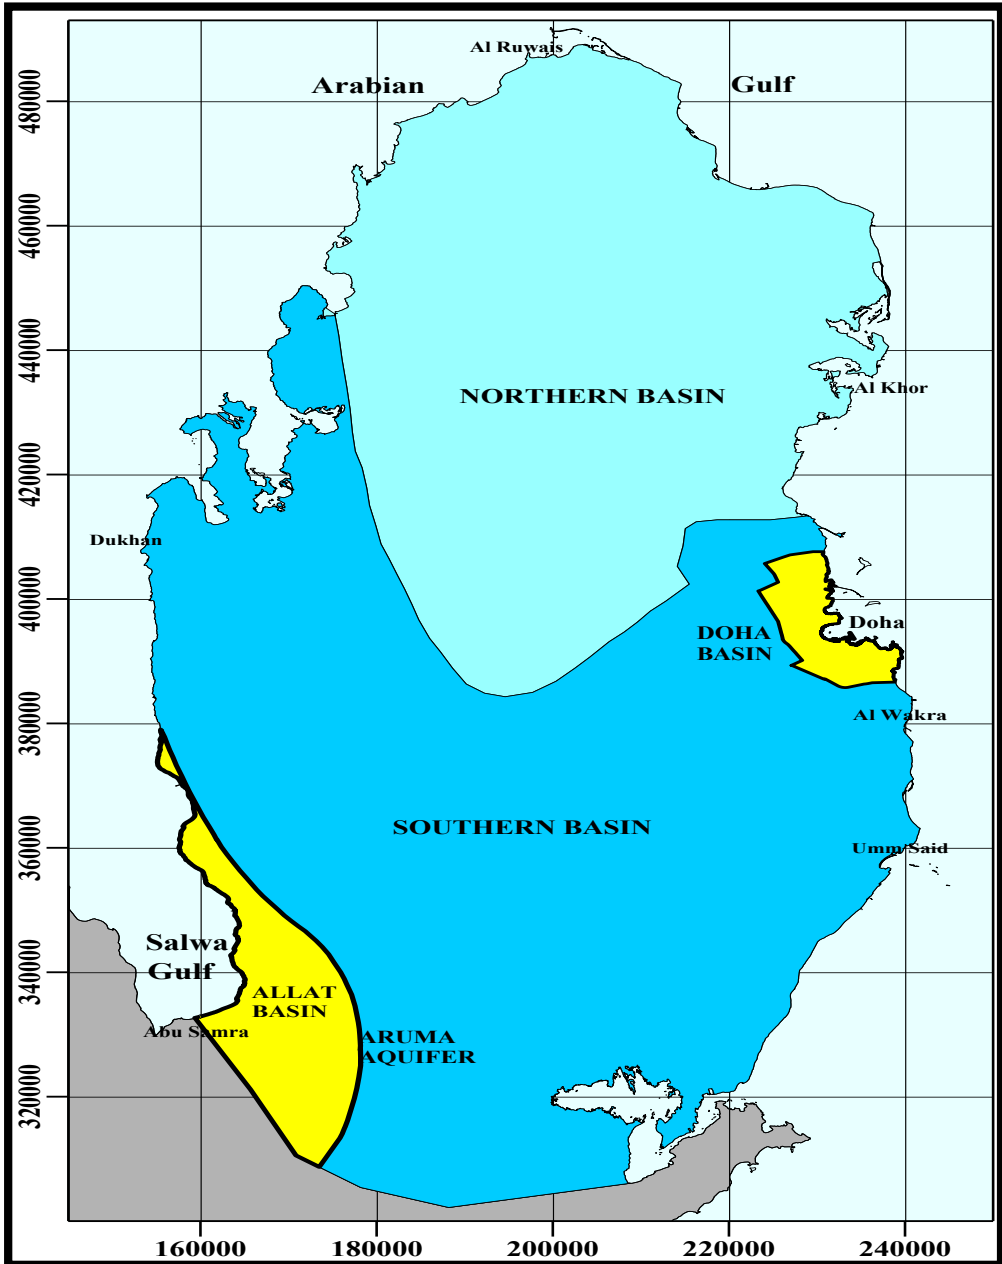 Al Ruwais
Arabian
Gulf
480000
460000
440000
NORTHERN BASIN
Al Khor
420000
Dukhan
400000
DOHA
BASIN
Doha
Al Wakra
380000
SOUTHERN BASIN
Umm Said
360000
Salwa
Gulf
340000
ALLAT
BASIN
Abu Samra
ARUMA
AQUIFER
320000
160000
180000
200000
220000
240000